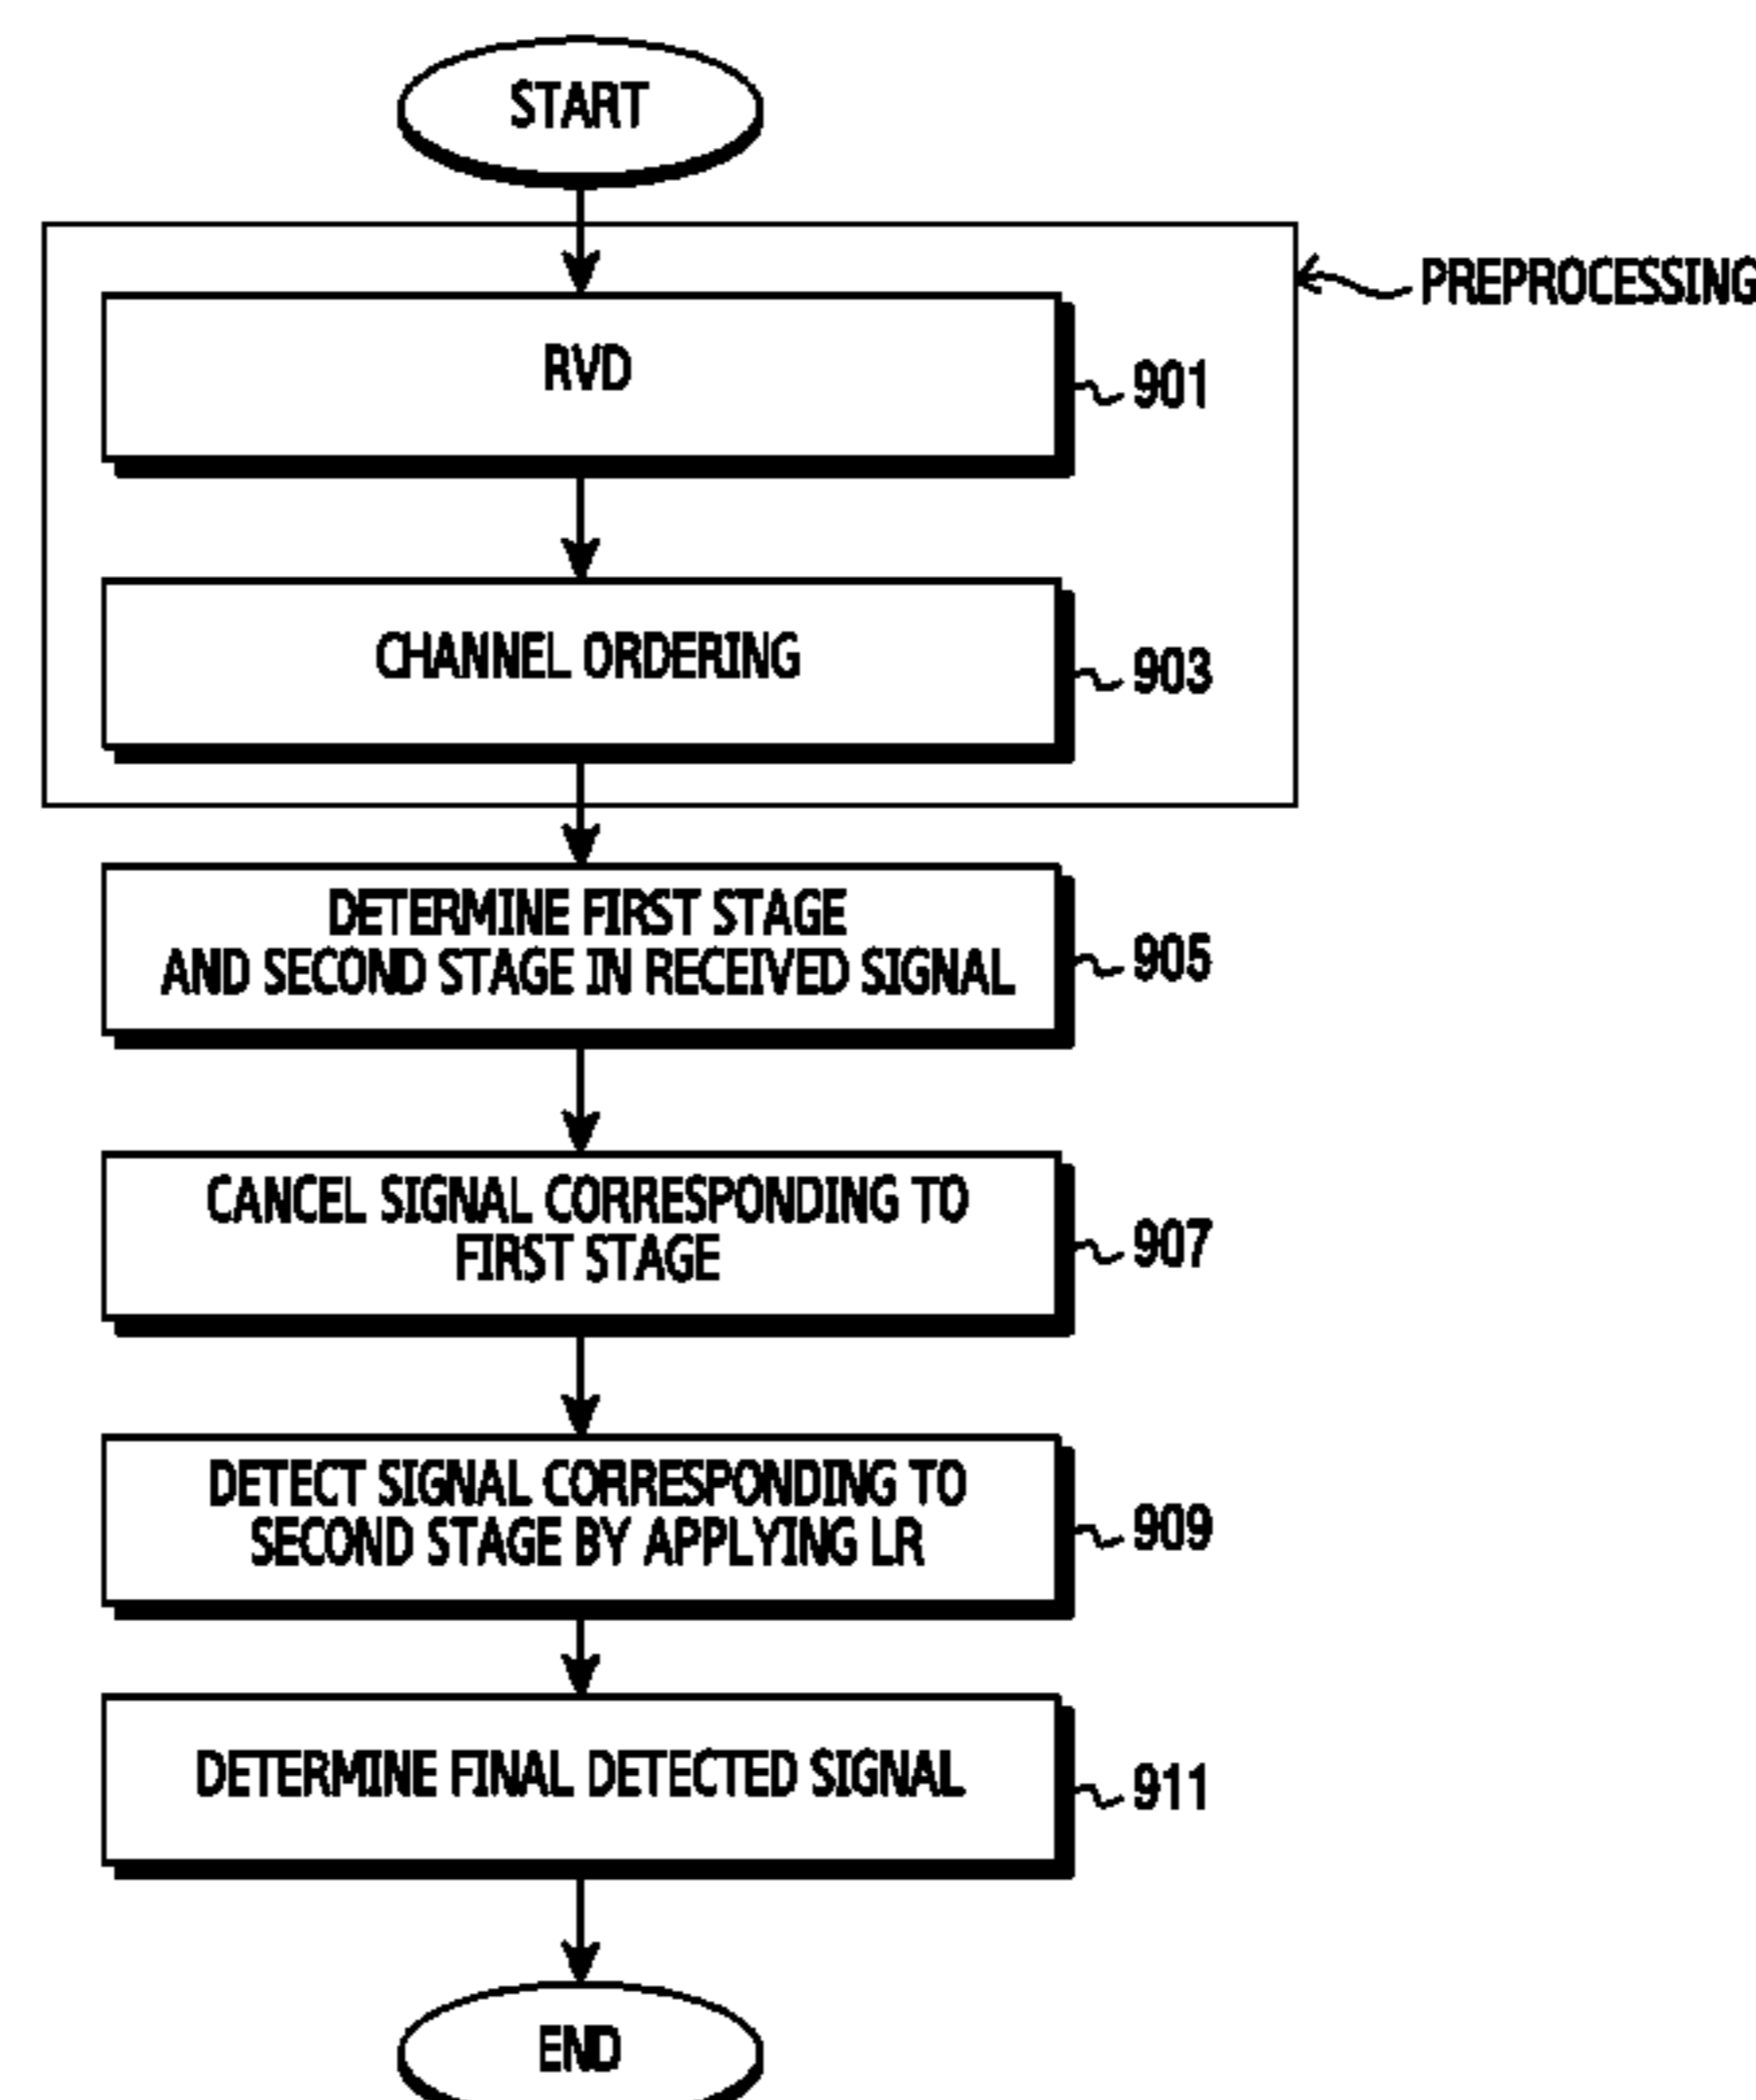 START
PREPROCESSING
RVD
901
CHANNEL ORDERING
903
DETERMINE FIRST STAGE
AND SECOND STAGE IN RECEIVED SIGNAL
905
CANCEL SIGNAL CORRESPONDING TO
FIRST STAGE
907
DETECT SIGNAL CORRESPONDING TO
SECOND STAGE BY APPLYING LR
909
DETERMINE FINAL DETECTED SIGNAL
911
END